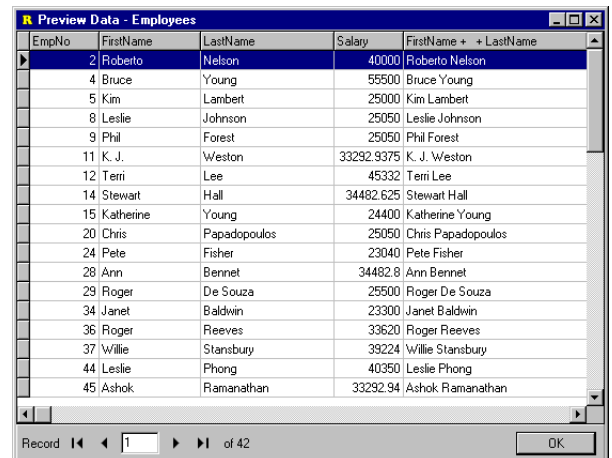 R Preview Data - Employees
EmpNo FirstName LastName Salary FirstName + + LastName
2 Roberto Nelson 40000 Roberto Nelson
4 Bruce Young 55500 Bruce Young
5 Kim Lambert 25000 Kim Lambert
8 Leslie Johnson 25050 Leslie Johnson
9 Phil Forest 25050 Phil Forest
11 K. J. Weston 33292.9375 K. J. Weston
12 Terri Lee 45332 Terri Lee
14 Stewart Hall 34482.625 Stewart Hall
15 Katherine Young 24400 Katherine Young
20 Chris Papadopoulos 25050 Chris Papadopoulos
24 Pete Fisher 23040 Pete Fisher
28 Ann Bennet 34482.8 Ann Bennet
29 Roger De Souza 25500 Roger De Souza
34 Janet Baldwin 23300 Janet Baldwin
36 Roger Reeves 33620 Roger Reeves
37 Willie Stansbury 39224 Willie Stansbury
44 Leslie Phong 40350 Leslie Phong
45 Ashok Ramanathan 33292.94 Ashok Ramanathan
Record 1 of 42 OK